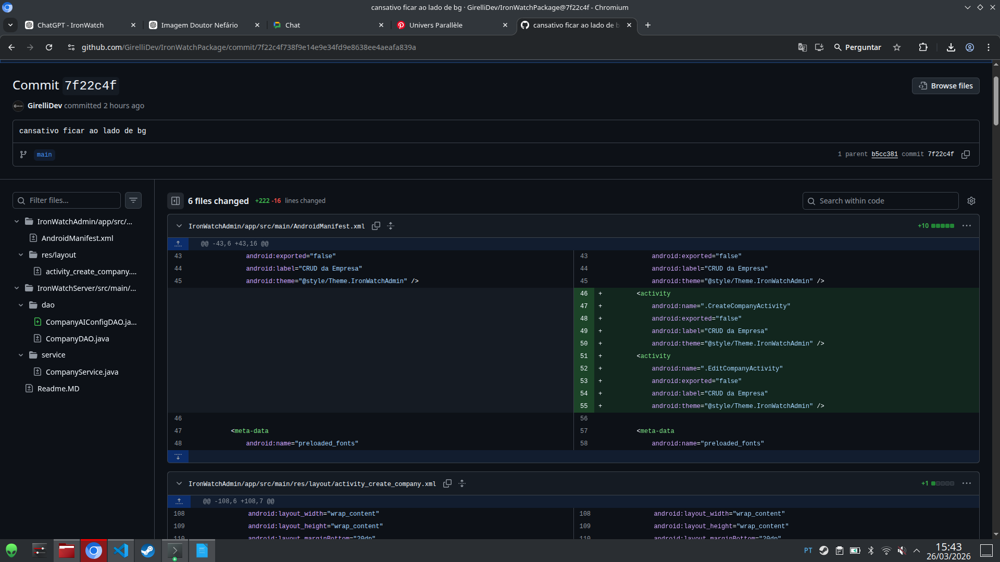 cansativo ficar ao lado de bg · GirelliDev/IronWatchPackage@7f22c4f - Chromium
ChatGPT - IronWatch
Imagem Doutor Nefário
Chat
Univers Parallèle
cansativo ficar ao lado de b
github.com/GirelliDev/IronWatchPackage/commit/7f22c4f738f9e14e9e34fd9e8638ee4aeafa839a
Perguntar
Commit 7f22c4f
Browse files
GirelliDev committed 2 hours ago
cansativo ficar ao lado de bg
main
1 parent b5cc381 commit 7f22c4f
Filter files...
6 files changed +222 -16 lines changed
Search within code
IronWatchAdmin/app/src/...
AndroidManifest.xml
res/layout
activity_create_company....
IronWatchServer/src/main/...
dao
CompanyAIConfigDAO.ja...
CompanyDAO.java
service
CompanyService.java
Readme.MD
IronWatchAdmin/app/src/main/AndroidManifest.xml
+10
@@ -43,6 +43,16 @@
43 android:exported="false" 43 android:exported="false"
44 android:label="CRUD da Empresa" 44 android:label="CRUD da Empresa"
45 android:theme="@style/Theme.IronWatchAdmin" /> 45 android:theme="@style/Theme.IronWatchAdmin" />
46 + <activity
47 + android:name=".CreateCompanyActivity"
48 + android:exported="false"
49 + android:label="CRUD da Empresa"
50 + android:theme="@style/Theme.IronWatchAdmin" />
51 + <activity
52 + android:name=".EditCompanyActivity"
53 + android:exported="false"
54 + android:label="CRUD da Empresa"
55 + android:theme="@style/Theme.IronWatchAdmin" />
46 56
47 <meta-data 57 <meta-data
48 android:name="preloaded_fonts" 58 android:name="preloaded_fonts"
IronWatchAdmin/app/src/main/res/layout/activity_create_company.xml
+1
@@ -108,6 +108,7 @@
108 android:layout_width="wrap_content" 108 android:layout_width="wrap_content"
109 android:layout_height="wrap_content" 109 android:layout_height="wrap_content"
110 android:layout_marginBottom="20dp" 110 android:layout_marginBottom="20dp"
PT
15:43
26/03/2026